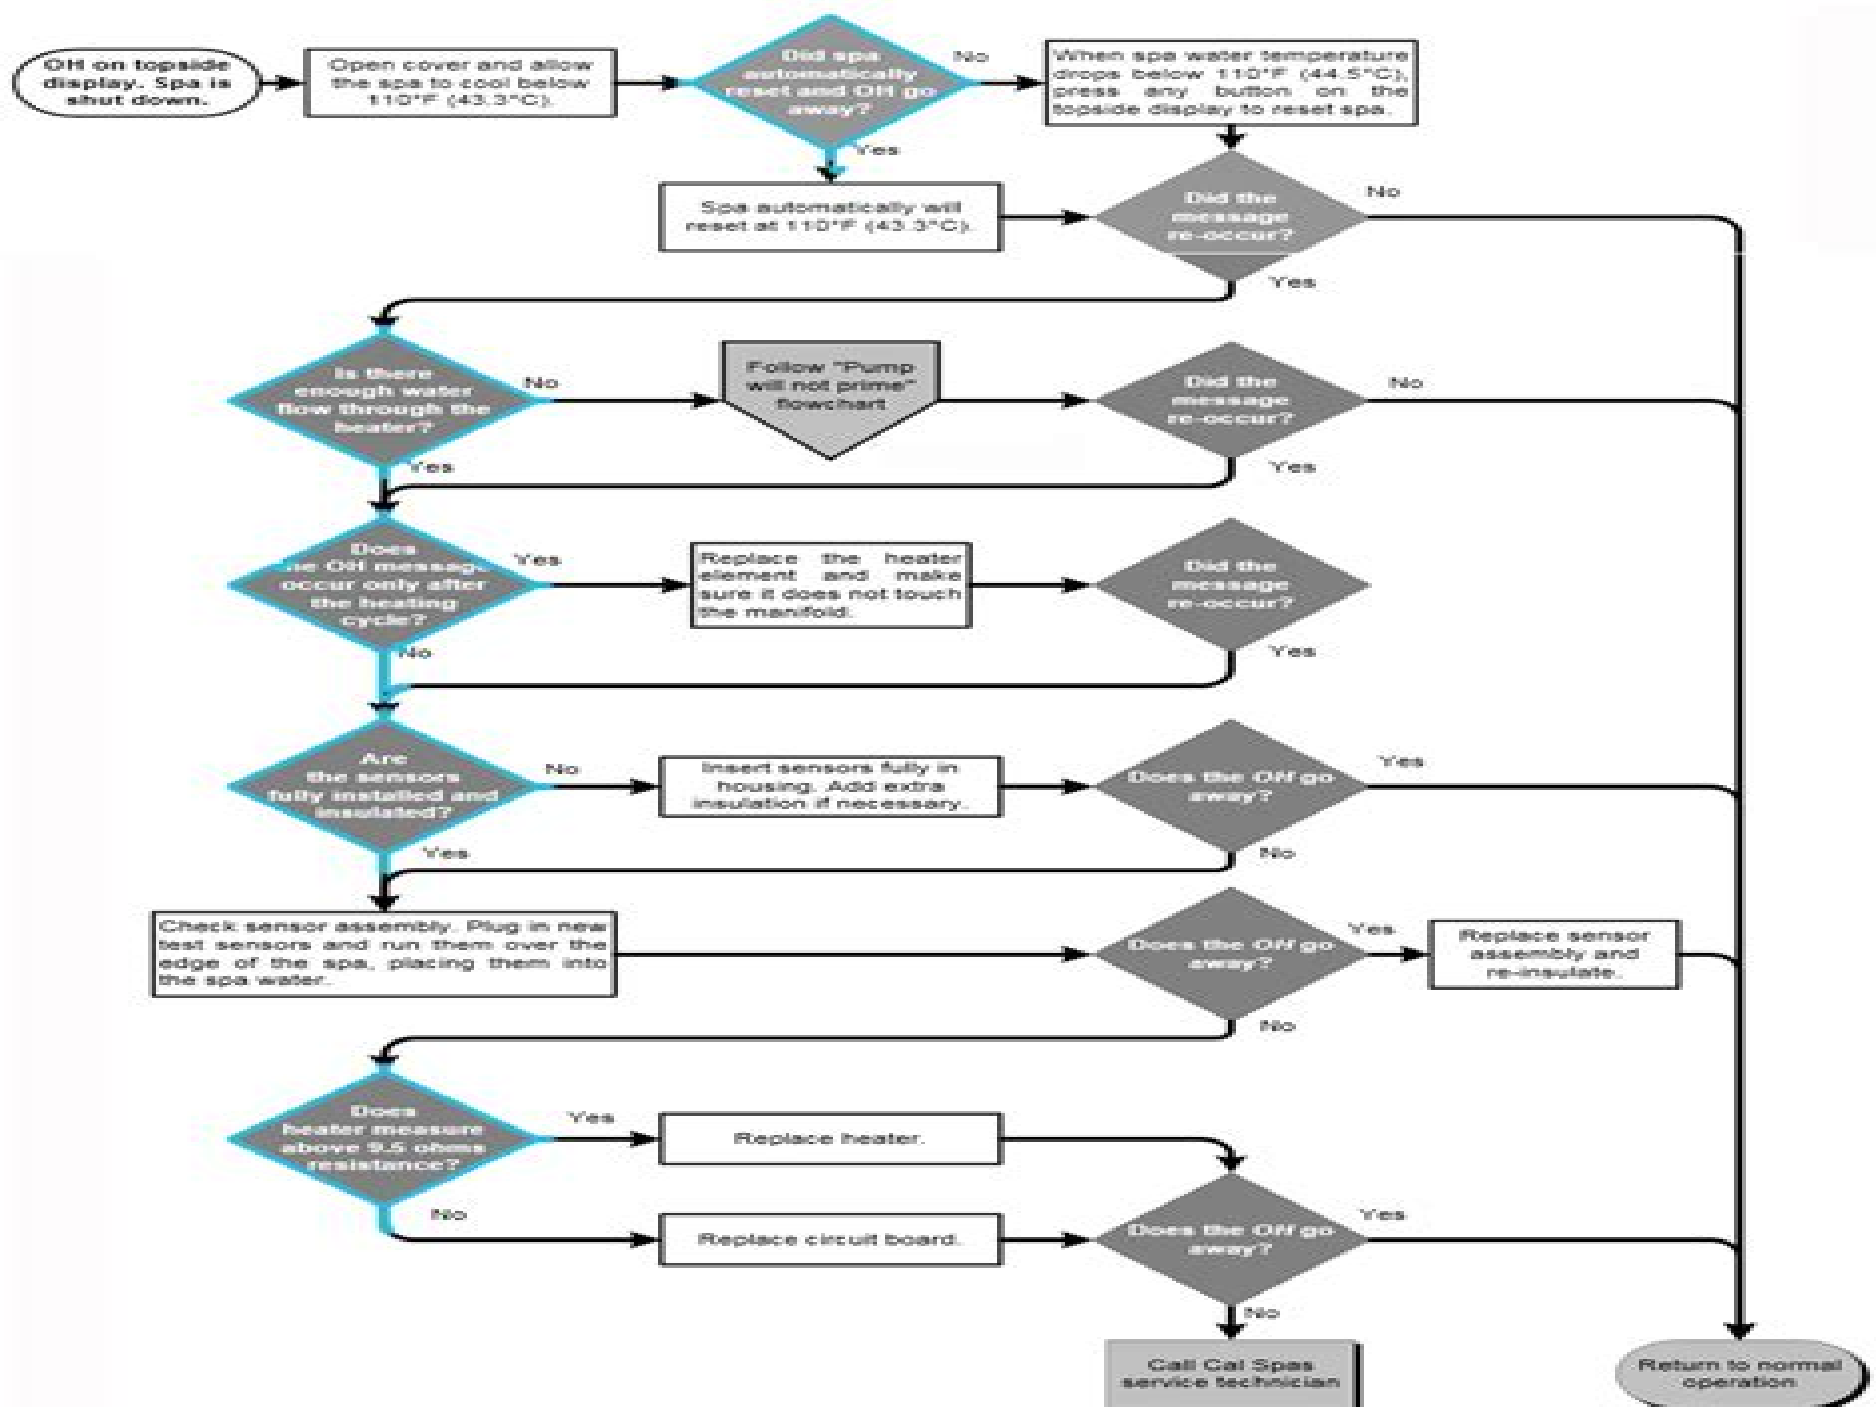 OH on topside
display. Spa is
shut down.
Open cover and allow
the spa to cool below
110°F (43.3°C).
Did spa
automatically
reset and OH go
away?
No
When spa water temperature
drops below 110°F (44.5°C),
press any button on the
topside display to reset spa.
Yes
Spa automatically will
reset at 110°F (43.3°C).
Did the
message
re-occur?
No
Yes
Is there
enough water
flow through the
heater?
No
Follow "Pump
will not prime"
flowchart
Did the
message
re-occur?
No
Yes
Yes
Does
he OH messag
occur only after
the heating
cycle?
Yes
Replace the heater
element and make
sure it does not touch
the manifold.
Did the
message
re-occur?
No
Yes
Are
the sensors
fully installed and
insulated?
No
Insert sensors fully in
housing. Add extra
insulation if necessary.
Does the OH go
away?
Yes
Yes
No
Check sensor assembly. Plug in new
test sensors and run them over the
edge of the spa, placing them into
the spa water.
Does the OH go
away?
Yes
Replace sensor
assembly and
re-insulate.
No
Does
heater measure
above 9.5 ohms
resistance?
Yes
Replace heater.
No
Replace circuit board.
Does the OH go
away?
Yes
No
Call Cal Spas
service technician
Return to normal
operation